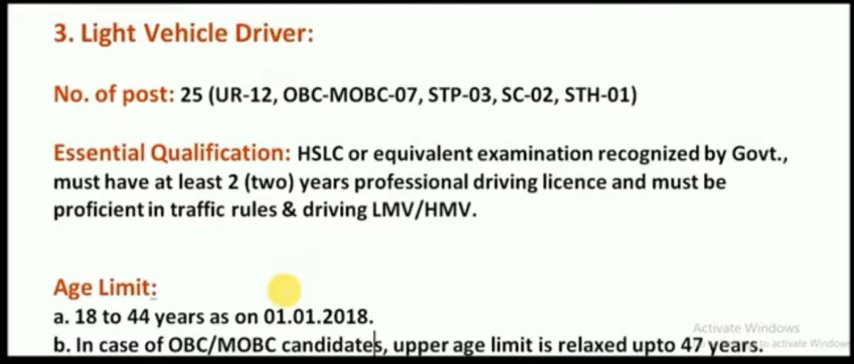 3. Light Vehicle Driver:
No. of post: 25 (UR-12, OBC-MOBC-07, STP-03, SC-02, STH-01)
Essential Qualification: HSLC or equivalent examination recognized by Govt.,
must have at least 2 (two) years professional driving licence and must be
proficient in traffic rules & driving LMV/HMV.
Age Limit:
a. 18 to 44 years as on 01.01.2018.
Activate Windows
b. In case of OBC/MOBC candidates, upper age limit is relaxed upto 47 years.
to activate Windows